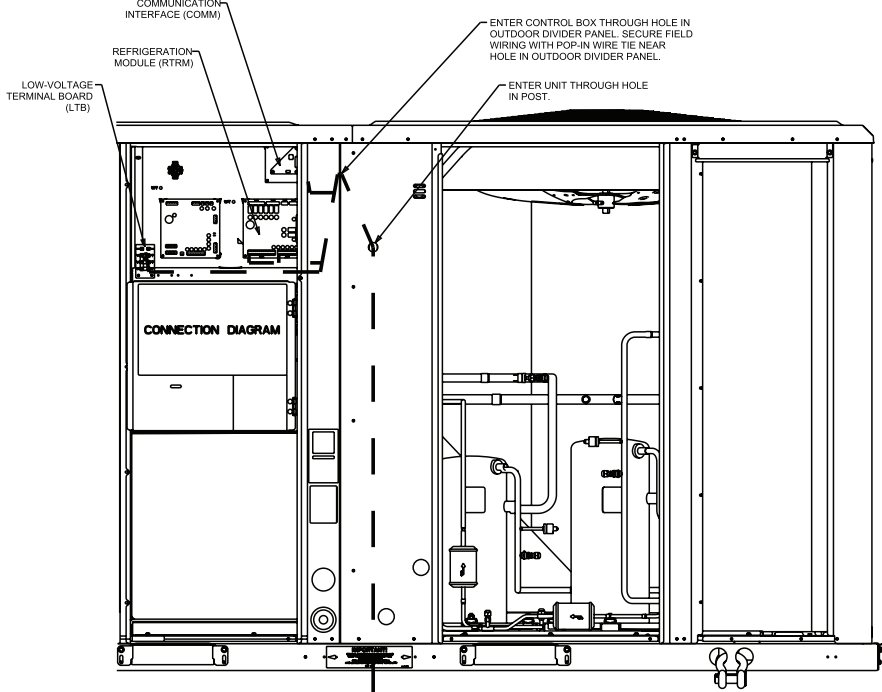 COMMUNICATION
INTERFACE (COMM)
REFRIGERATION
MODULE (RTRM)
LOW-VOLTAGE
TERMINAL BOARD
(LTB)
ENTER CONTROL BOX THROUGH HOLE IN
OUTDOOR DIVIDER PANEL. SECURE FIELD
WIRING WITH POP-IN WIRE TIE NEAR
HOLE IN OUTDOOR DIVIDER PANEL.
ENTER UNIT THROUGH HOLE
IN POST.
CONNECTION DIAGRAM
IMPORTANT!